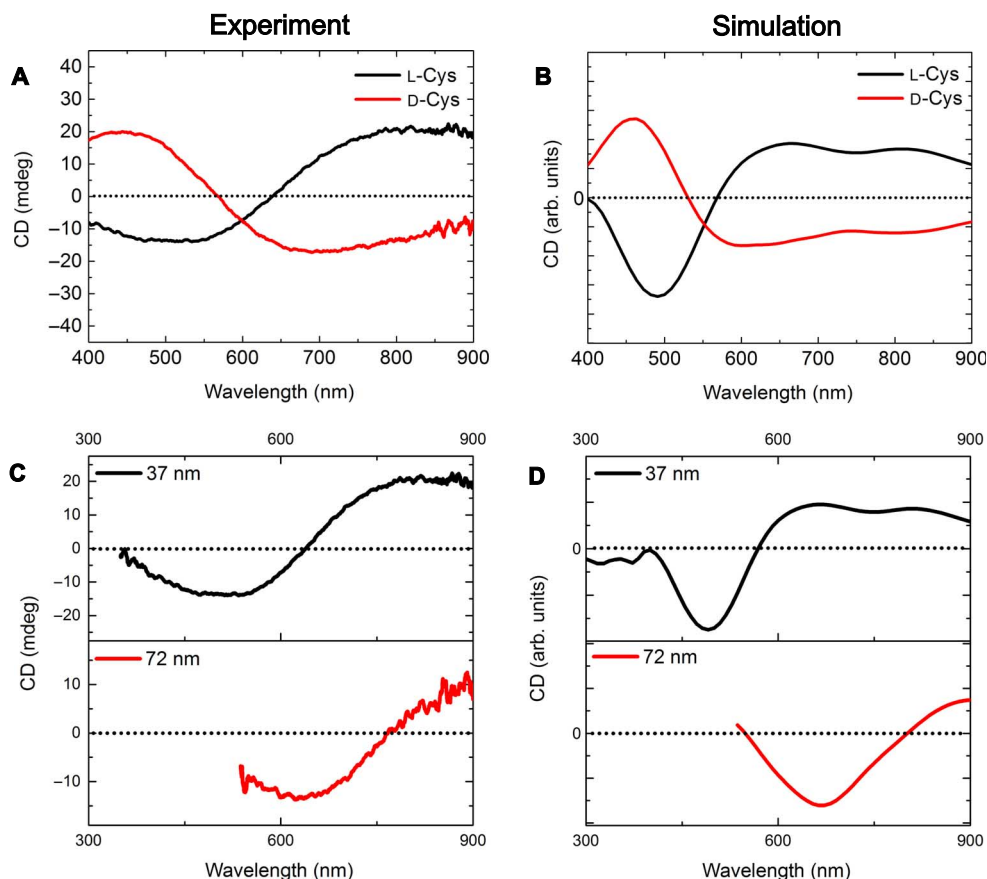 Experiment
Simulation
A
40
30
20
10
0
−10
−20
−30
−40
CD (mdeg)
L-Cys
D-Cys
400 500 600 700 800 900
Wavelength (nm)
B
0
CD (arb. units)
L-Cys
D-Cys
400 500 600 700 800 900
Wavelength (nm)
C
300 600 900
37 nm
20
10
0
−10
−20
72 nm
10
0
−10
CD (mdeg)
300 600 900
Wavelength (nm)
D
300 600 900
37 nm
0
72 nm
0
CD (arb. units)
300 600 900
Wavelength (nm)